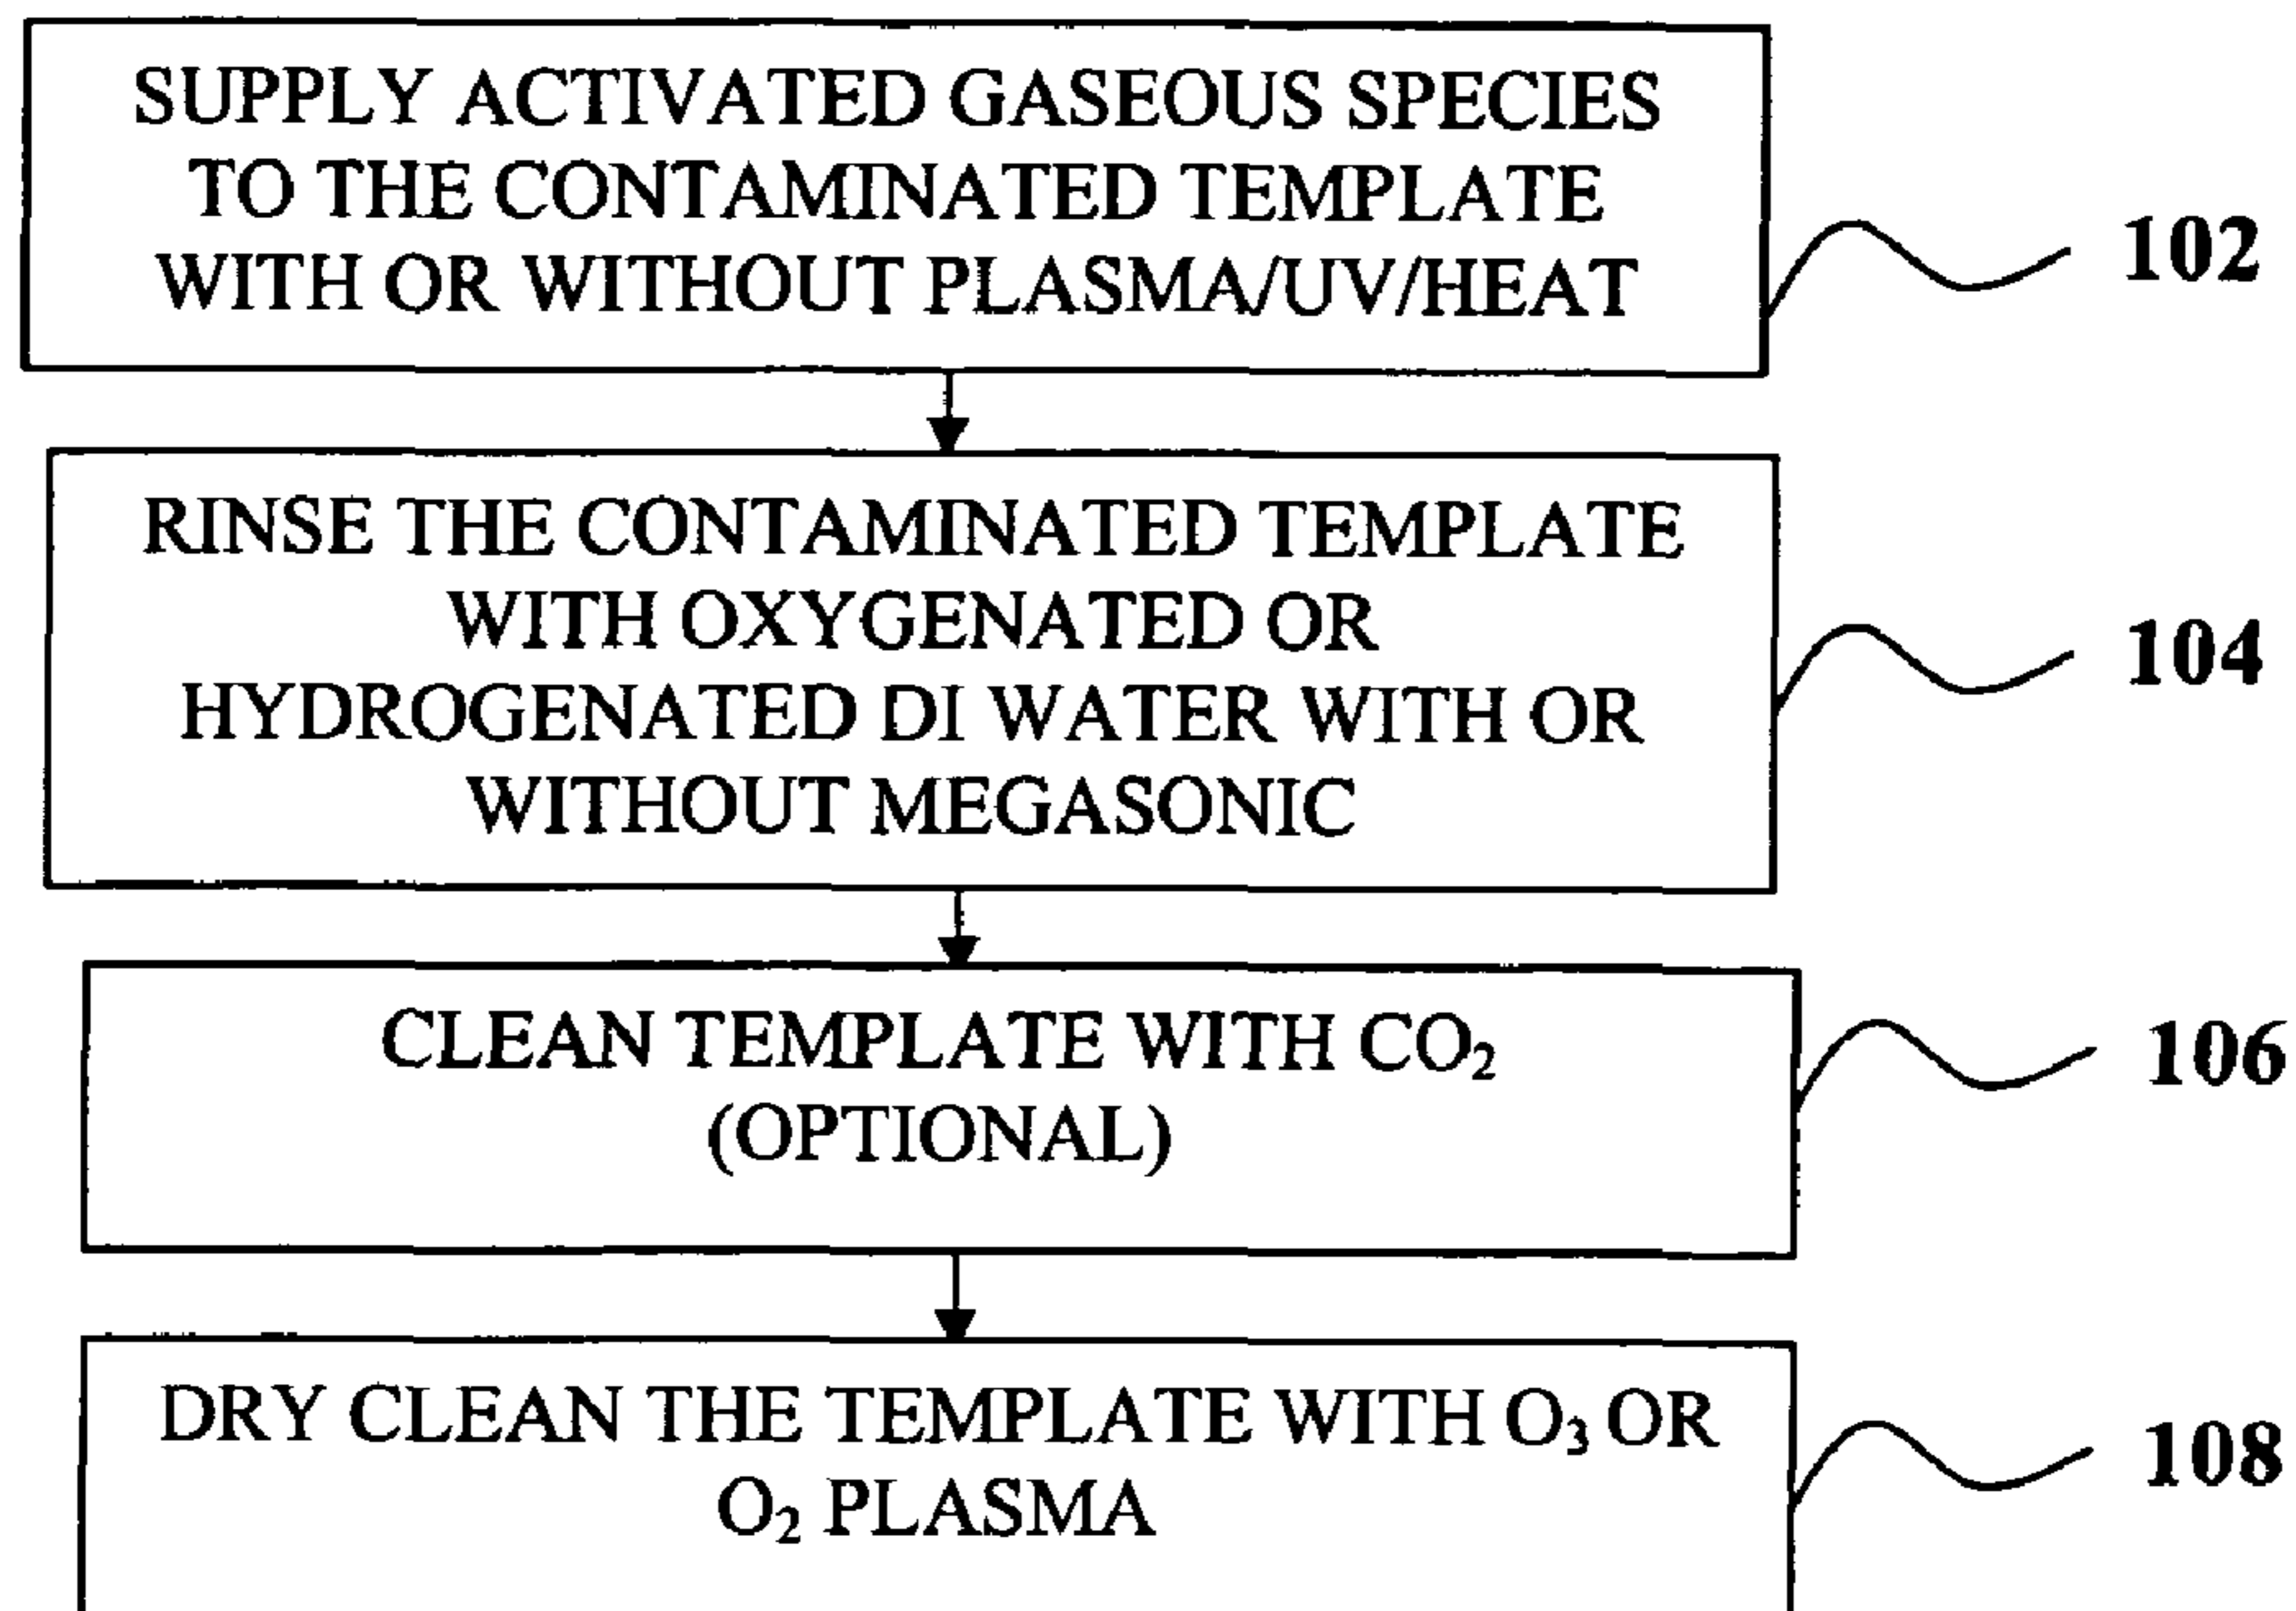 SUPPLY ACTIVATED GASEOUS SPECIES
TO THE CONTAMINATED TEMPLATE
WITH OR WITHOUT PLASMA/UV/HEAT
102
RINSE THE CONTAMINATED TEMPLATE
WITH OXYGENATED OR
HYDROGENATED DI WATER WITH OR
WITHOUT MEGASONIC
104
CLEAN TEMPLATE WITH CO₂
(OPTIONAL)
106
DRY CLEAN THE TEMPLATE WITH O₃ OR
O₂ PLASMA
108